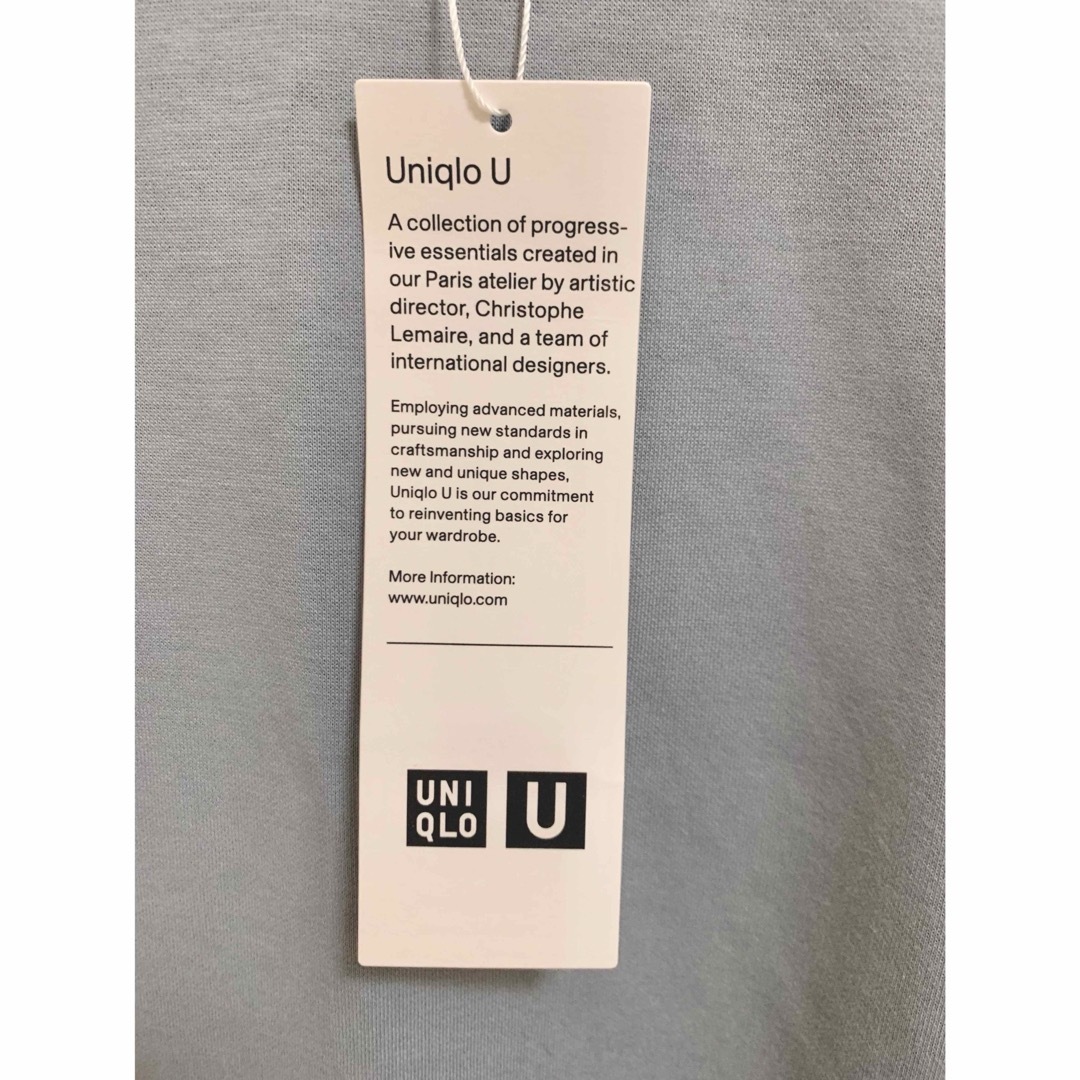 Uniqlo U
A collection of progress-
ive essentials created in
our Paris atelier by artistic
director, Christophe
Lemaire, and a team of
international designers.
Employing advanced materials,
pursuing new standards in
craftsmanship and exploring
new and unique shapes,
Uniqlo U is our commitment
to reinventing basics for
your wardrobe.
More Information:
www.uniqlo.com
UNI
QLO
U